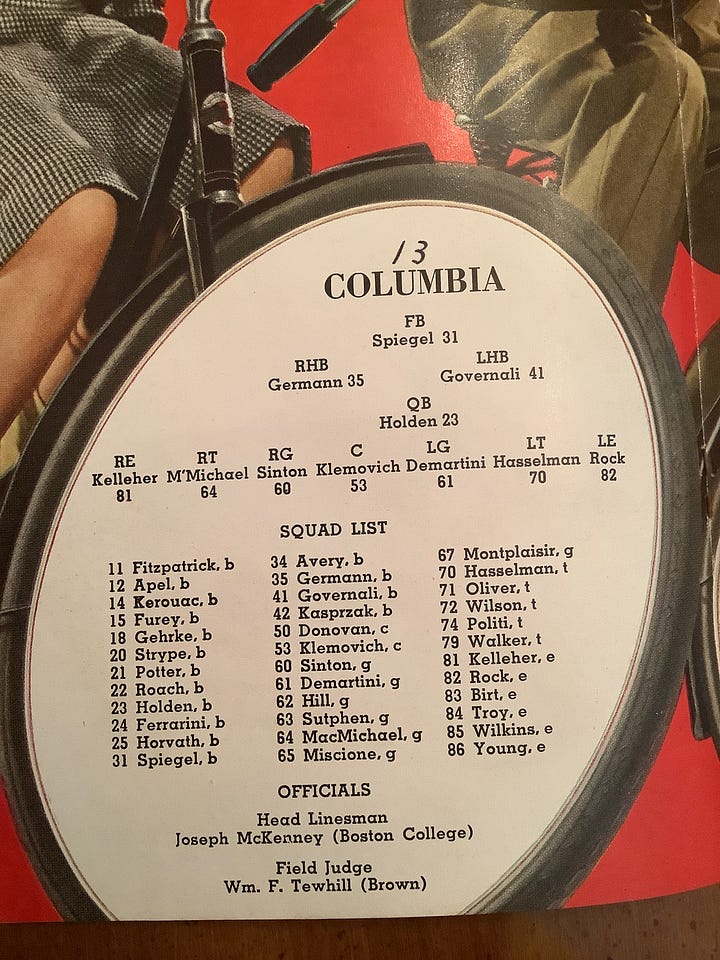 13
COLUMBIA
FB
Spiegel 31
RHB LHB
Germann 35 Governali 41
QB
Holden 23
RE RT RG C LG LT LE
Kelleher M'Michael Sinton Klemovich Demartini Hasselman Rock
81 64 60 53 61 70 82
SQUAD LIST
11 Fitzpatrick, b
12 Apel, b
14 Kerouac, b
15 Furey, b
18 Gehrke, b
20 Strype, b
21 Potter, b
22 Roach, b
23 Holden, b
24 Ferrarini, b
25 Horvath, b
31 Spiegel, b
34 Avery, b
35 Germann, b
41 Governali, b
42 Kasprzak, b
50 Donovan, c
53 Klemovich, c
60 Sinton, g
61 Demartini, g
62 Hill, g
63 Sutphen, g
64 MacMichael, g
65 Miscione, g
67 Montplaisir, g
70 Hasselman, t
71 Oliver, t
72 Wilson, t
74 Politi, t
79 Walker, t
81 Kelleher, e
82 Rock, e
83 Birt, e
84 Troy, e
85 Wilkins, e
86 Young, e
OFFICIALS
Head Linesman
Joseph McKenney (Boston College)
Field Judge
Wm. F. Tewhill (Brown)